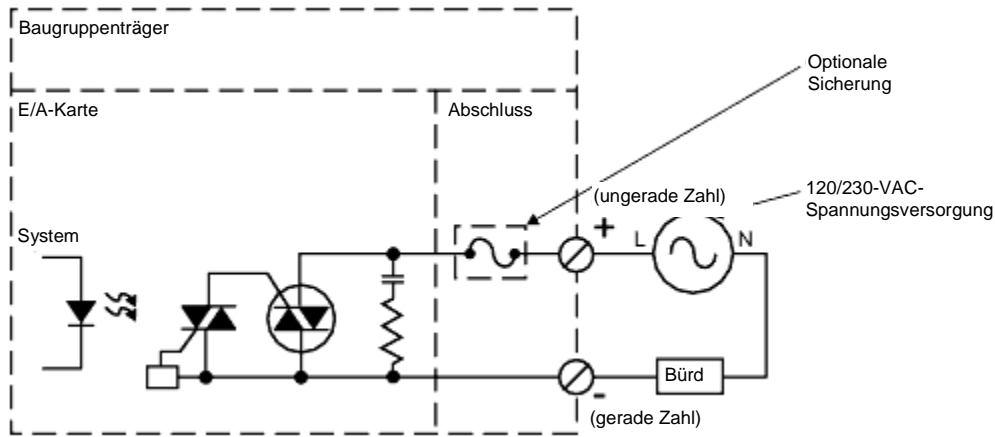 Baugruppenträger
Optionale
Sicherung
E/A-Karte
Abschluss
(ungerade Zahl)
120/230-VAC-
Spannungsversorgung
System
+
L
N
Bürd
-
(gerade Zahl)